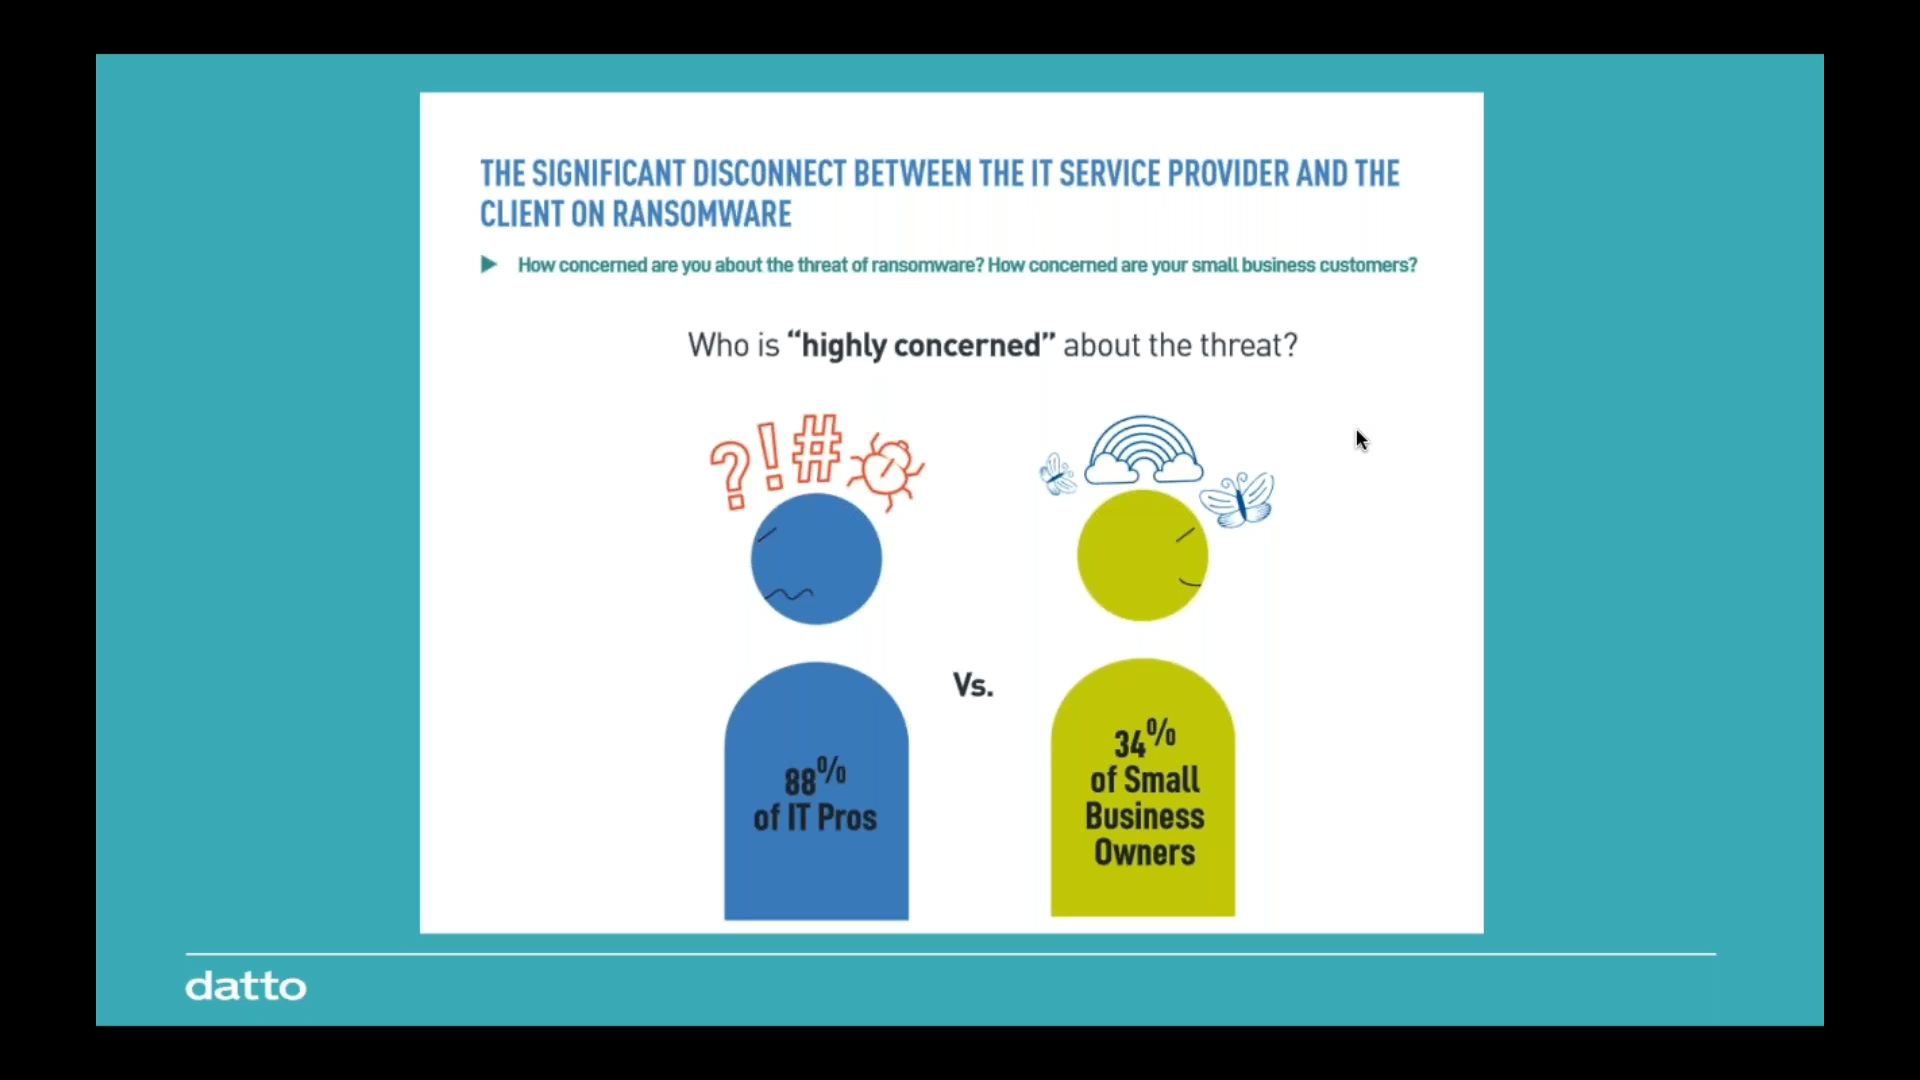 THE SIGNIFICANT DISCONNECT BETWEEN THE IT SERVICE PROVIDER AND THE
CLIENT ON RANSOMWARE
How concerned are you about the threat of ransomware? How concerned are your small business customers?
Who is “highly concerned” about the threat?
?!#
Vs.
88%
of IT Pros
34%
of Small
Business
Owners
datto